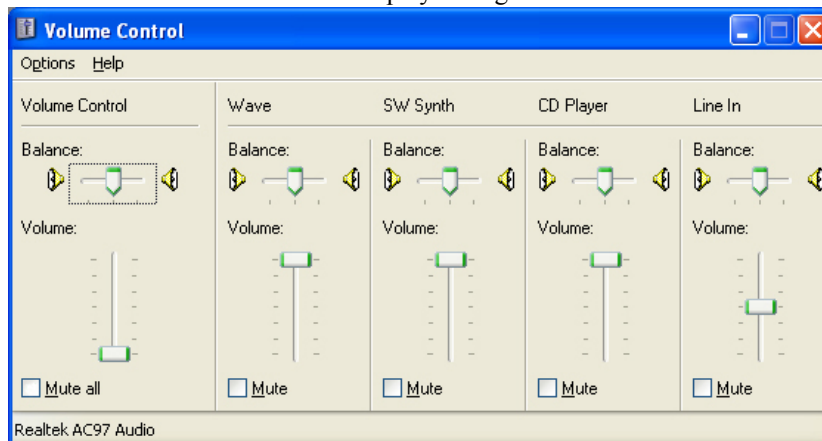 Volume Control
Options Help
Volume Control Wave SW Synth CD Player Line In
Balance: Balance: Balance: Balance: Balance:
Volume: Volume: Volume: Volume: Volume:
Mute all Mute Mute Mute Mute
Realtek AC97 Audio